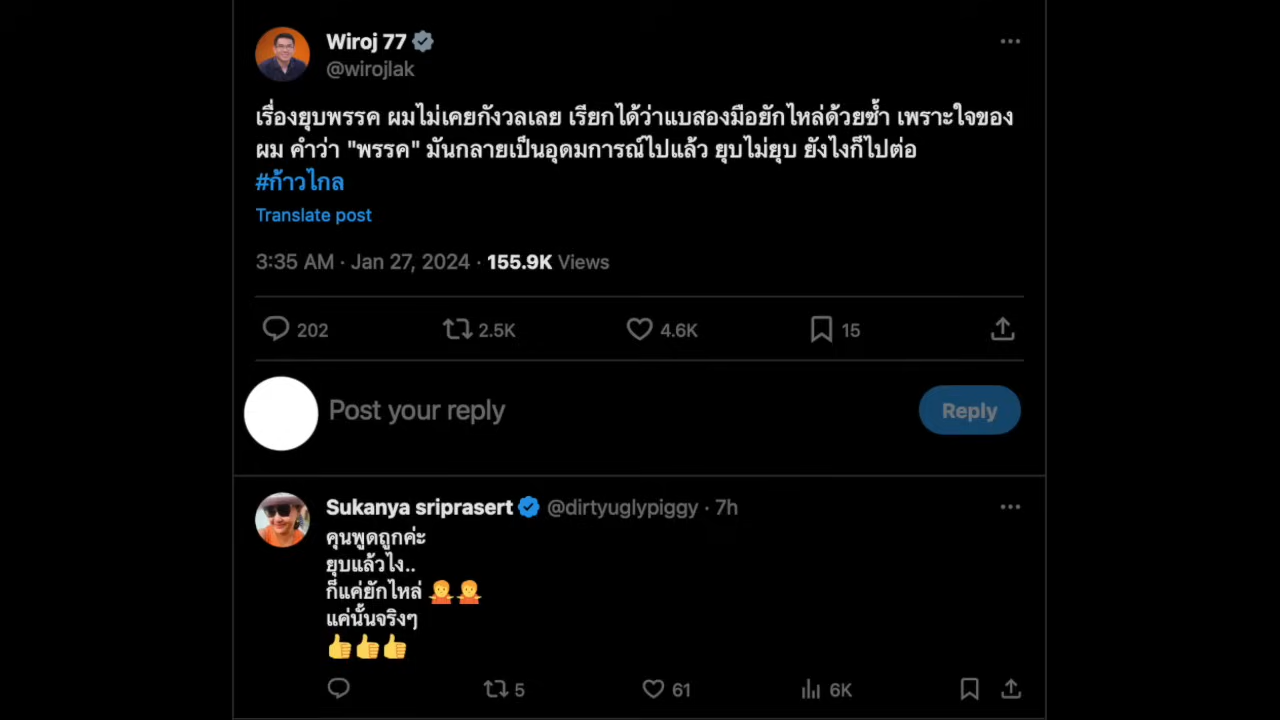 Wiroj 77
@wirojlak
เรื่องยุบพรรค ผมไม่เคยกังวลเลย เรียกได้ว่าแบสองมือยักไหล่ด้วยซ้ำ เพราะใจของ
ผม คำว่า "พรรค" มันกลายเป็นอุดมการณ์ไปแล้ว ยุบไม่ยุบ ยังไงก็ไปต่อ
#ก้าวไกล
Translate post
3:35 AM · Jan 27, 2024 · 155.9K Views
202 2.5K 4.6K 15
Post your reply Reply
Sukanya sriprasert @dirtyuglypiggy · 7h
คุนพูดถูกค่ะ
ยุบแล้วไง..
ก็แค่ยักไหล่ 🤷🤷
แค่นั้นจริงๆ
👍👍👍
5 61 6K